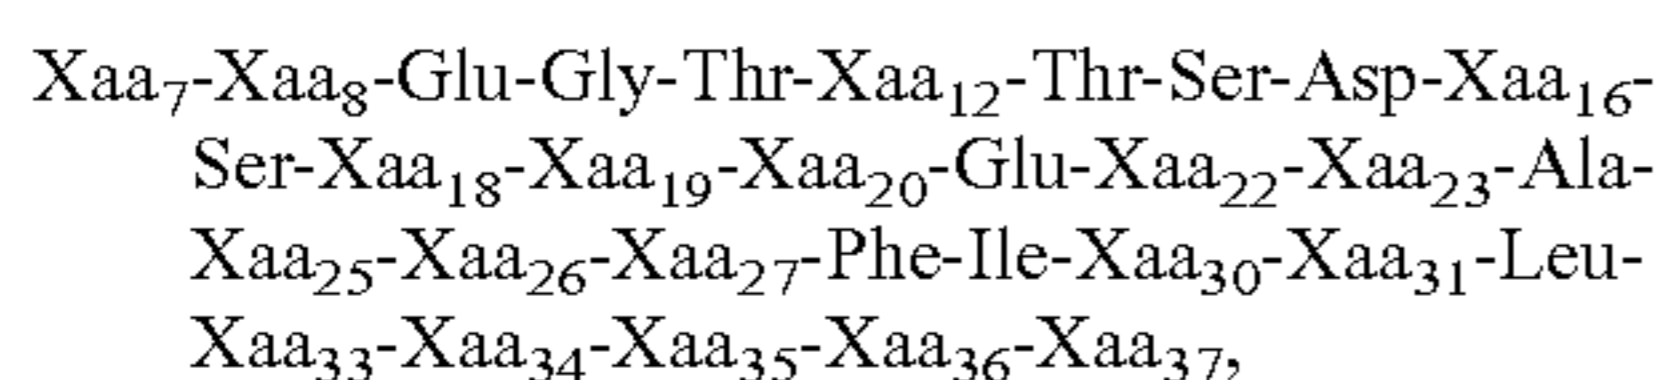 Xaa₇-Xaa₈-Glu-Gly-Thr-Xaa₁₂-Thr-Ser-Asp-Xaa₁₆-
Ser-Xaa₁₈-Xaa₁₉-Xaa₂₀-Glu-Xaa₂₂-Xaa₂₃-Ala-
Xaa₂₅-Xaa₂₆-Xaa₂₇-Phe-Ile-Xaa₃₀-Xaa₃₁-Leu-
Xaa₃₃-Xaa₃₄-Xaa₃₅-Xaa₃₆-Xaa₃₇,